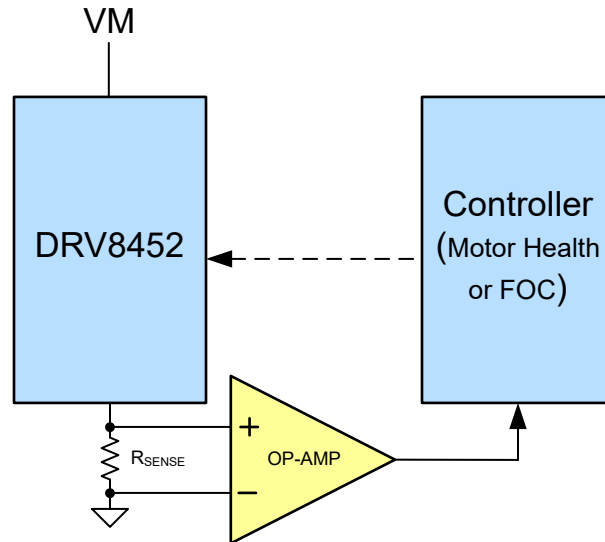 VM
DRV8452
Controller
(Motor Health
or FOC)
RSENSE
+
OP-AMP
−